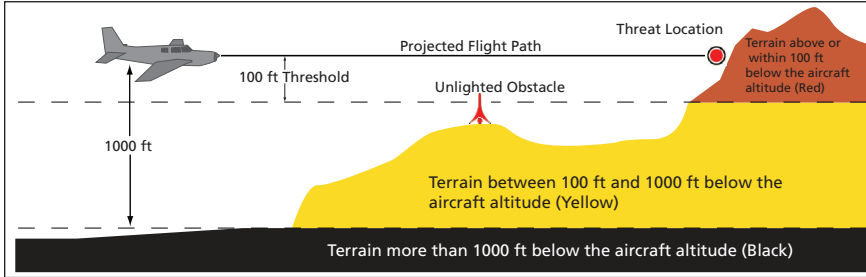 Threat Location
Projected Flight Path
100 ft Threshold
Terrain above or
within 100 ft
below the aircraft
altitude (Red)
Unlighted Obstacle
1000 ft
Terrain between 100 ft and 1000 ft below the
aircraft altitude (Yellow)
Terrain more than 1000 ft below the aircraft altitude (Black)